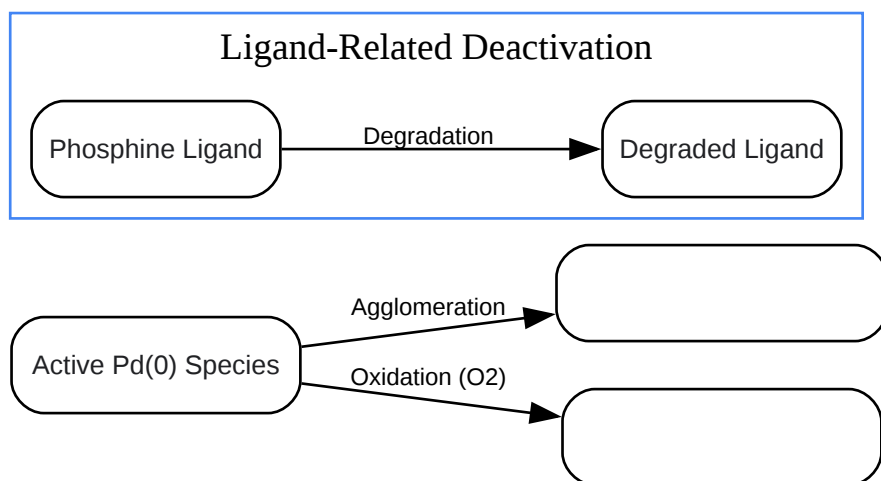 Ligand-Related Deactivation
Phosphine Ligand
Degradation
Degraded Ligand
Agglomeration
Active Pd(0) Species
Oxidation (O2)